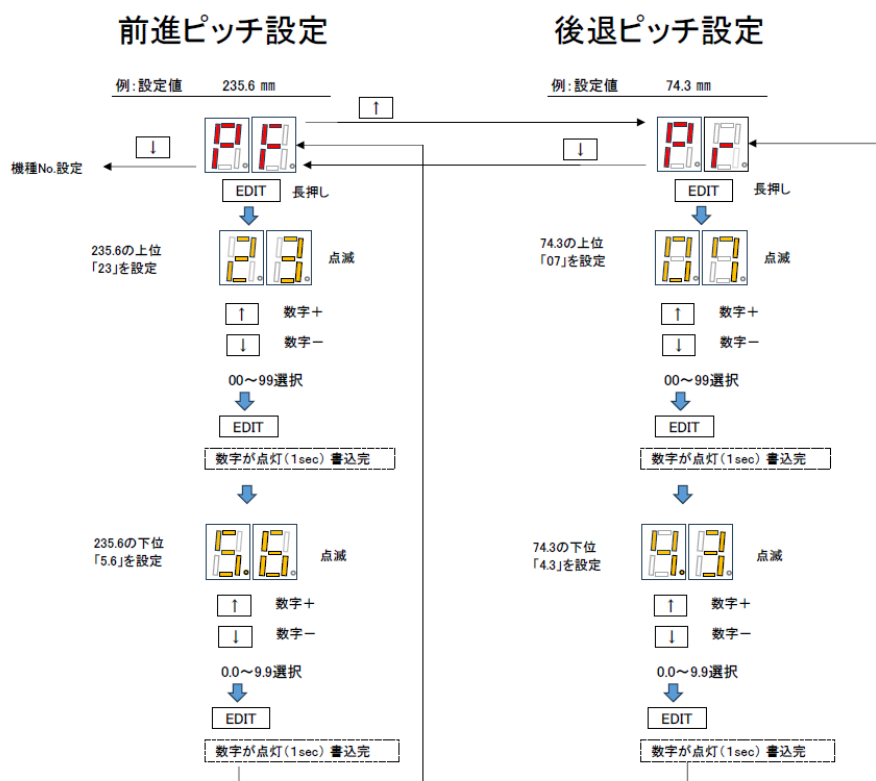 前進ピッチ設定
例:設定値 235.6 ㎜
↑
↓
機種No.設定
PF
EDIT 長押し
235.6の上位
「23」を設定
23
点滅
↑ 数字＋
↓ 数字－
00～99選択
EDIT
数字が点灯(1sec) 書込完
235.6の下位
「5.6」を設定
5.6
点滅
↑ 数字＋
↓ 数字－
0.0～9.9選択
EDIT
数字が点灯(1sec) 書込完
後退ピッチ設定
例:設定値 74.3 ㎜
↓
Pr
EDIT 長押し
74.3の上位
「07」を設定
07
点滅
↑ 数字＋
↓ 数字－
00～99選択
EDIT
数字が点灯(1sec) 書込完
74.3の下位
「4.3」を設定
4.3
点滅
↑ 数字＋
↓ 数字－
0.0～9.9選択
EDIT
数字が点灯(1sec) 書込完